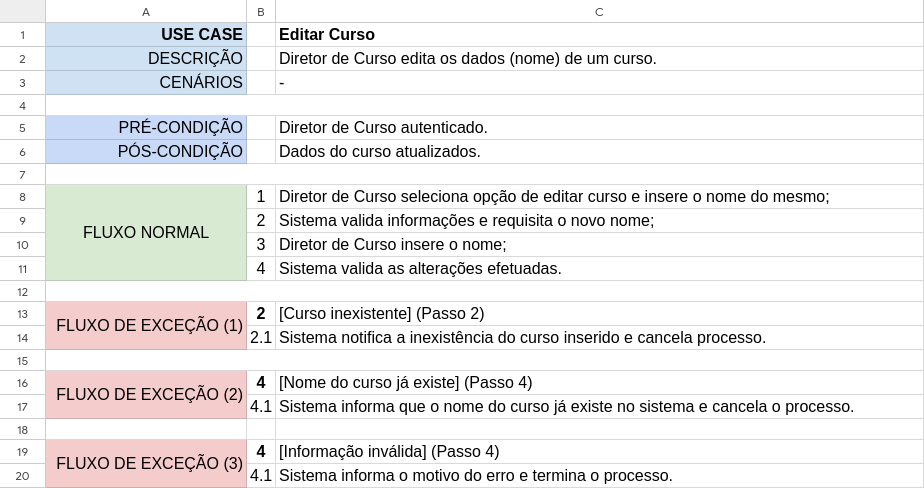 A B C
1 USE CASE Editar Curso
2 DESCRIÇÃO Diretor de Curso edita os dados (nome) de um curso.
3 CENÁRIOS -
4
5 PRÉ-CONDIÇÃO Diretor de Curso autenticado.
6 PÓS-CONDIÇÃO Dados do curso atualizados.
7
8 1 Diretor de Curso seleciona opção de editar curso e insere o nome do mesmo;
9 2 Sistema valida informações e requisita o novo nome;
FLUXO NORMAL
10 3 Diretor de Curso insere o nome;
11 4 Sistema valida as alterações efetuadas.
12
13 2 [Curso inexistente] (Passo 2)
FLUXO DE EXCEÇÃO (1)
14 2.1 Sistema notifica a inexistência do curso inserido e cancela processo.
15
16 4 [Nome do curso já existe] (Passo 4)
FLUXO DE EXCEÇÃO (2)
17 4.1 Sistema informa que o nome do curso já existe no sistema e cancela o processo.
18
19 4 [Informação inválida] (Passo 4)
FLUXO DE EXCEÇÃO (3)
20 4.1 Sistema informa o motivo do erro e termina o processo.